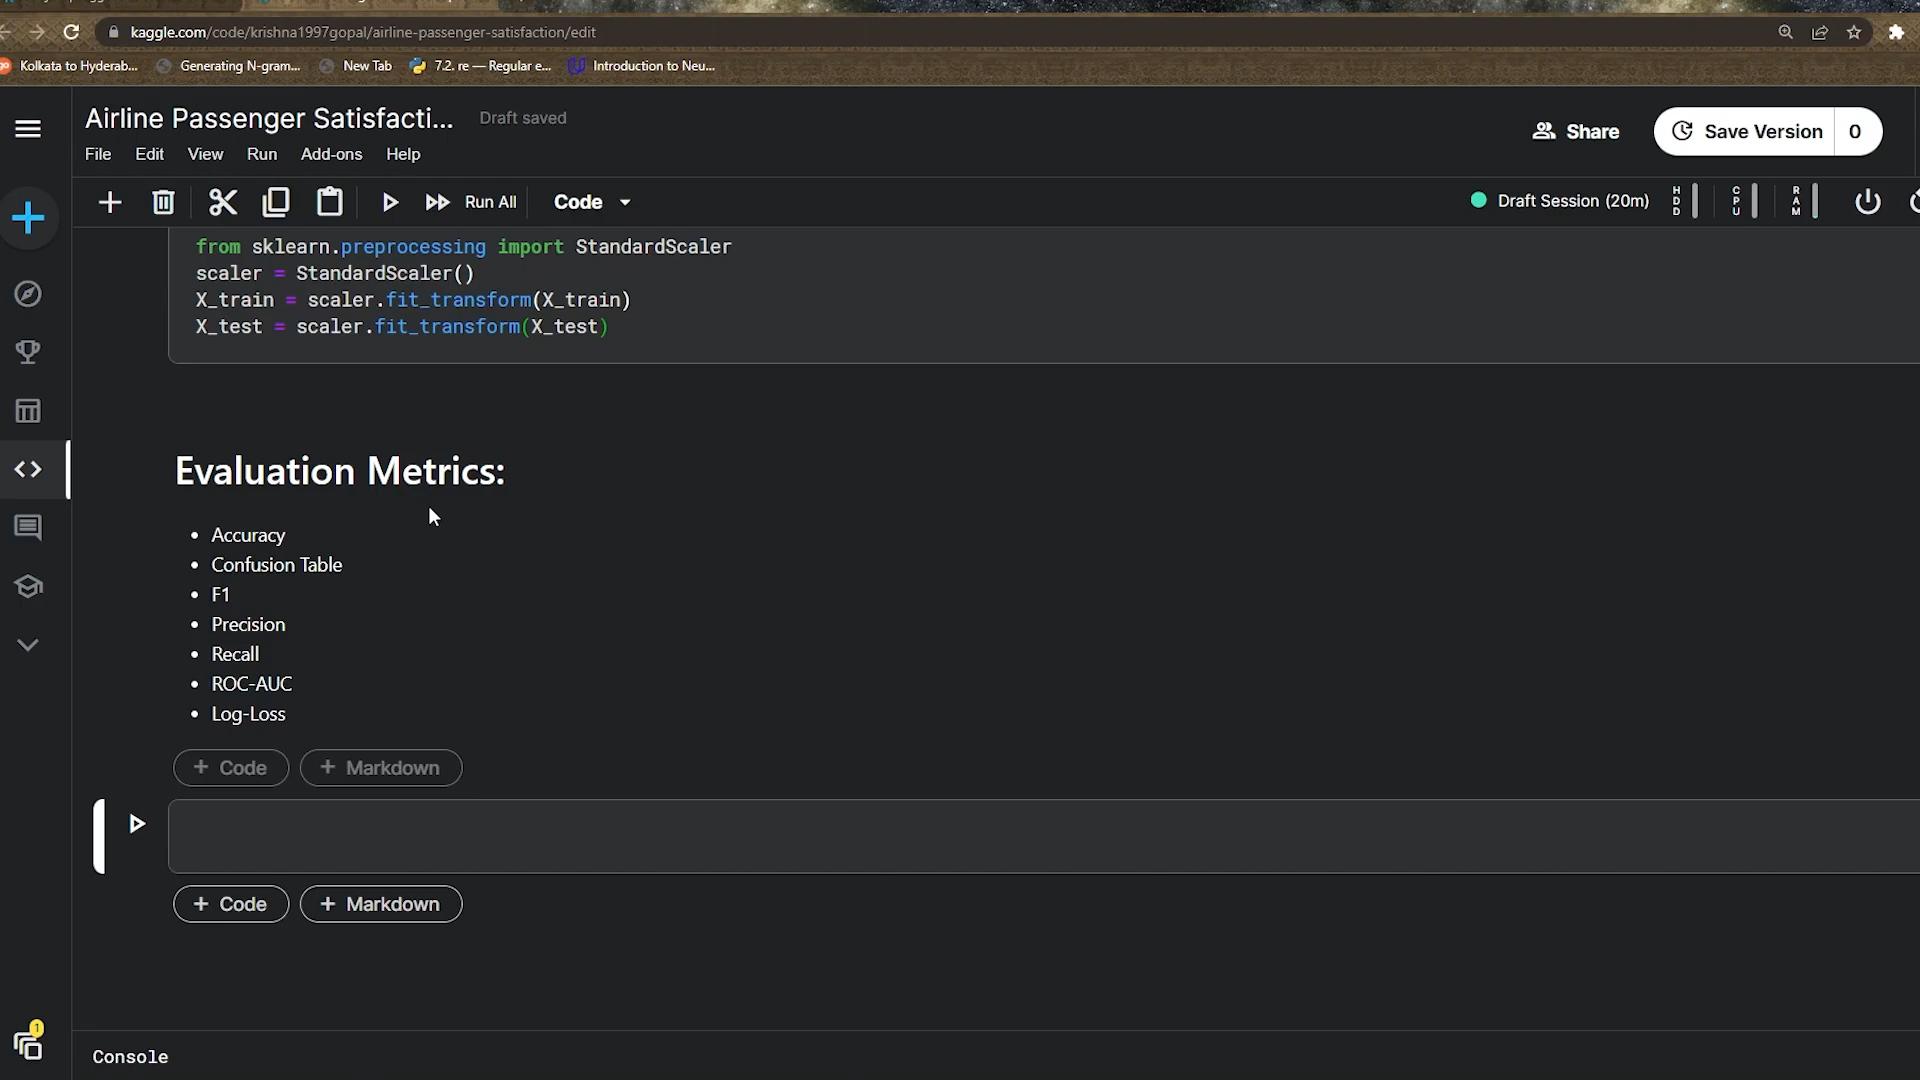 kaggle.com/code/krishna1997gopal/airline-passenger-satisfaction/edit
Kolkata to Hyderab... Generating N-gram... New Tab 7.2. re — Regular e... Introduction to Neu...
Airline Passenger Satisfacti... Draft saved
Share Save Version 0
File Edit View Run Add-ons Help
Run All Code Draft Session (20m) HDD CPU RAM
from sklearn.preprocessing import StandardScaler
scaler = StandardScaler()
X_train = scaler.fit_transform(X_train)
X_test = scaler.fit_transform(X_test)
Evaluation Metrics:
• Accuracy
• Confusion Table
• F1
• Precision
• Recall
• ROC-AUC
• Log-Loss
+ Code + Markdown
+ Code + Markdown
1
Console